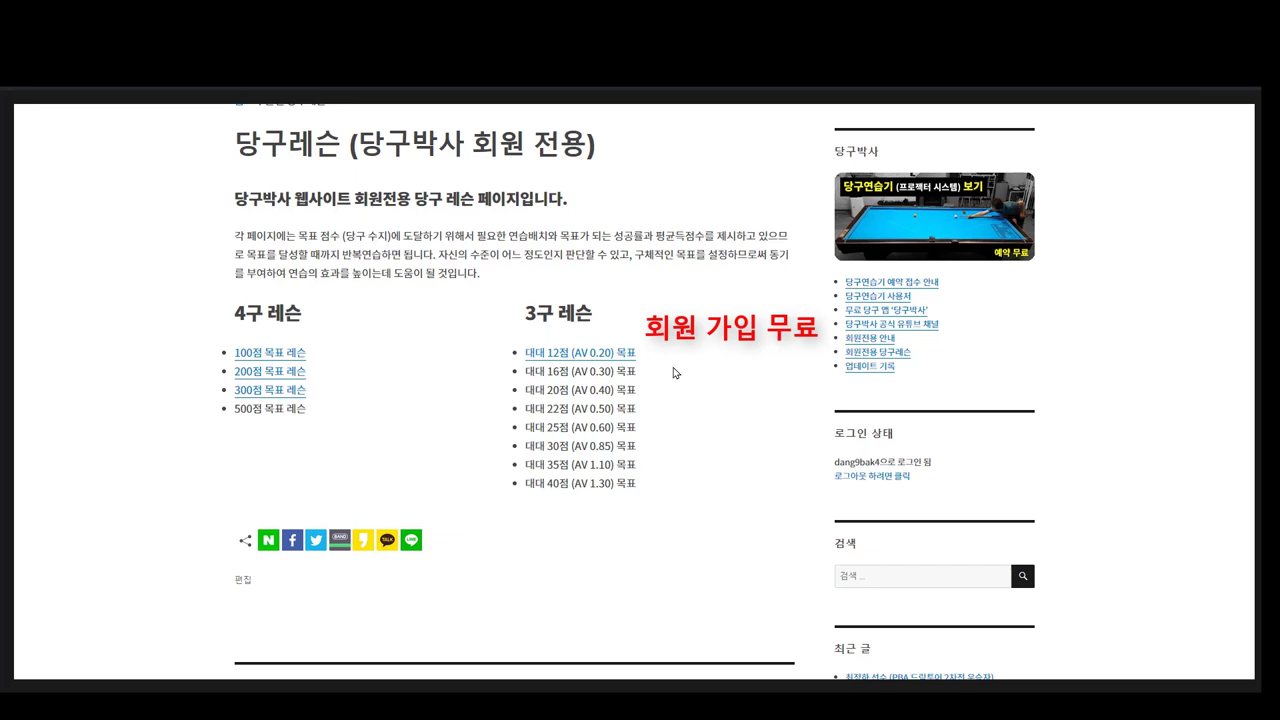 당구레슨 (당구박사 회원 전용)
당구박사 웹사이트 회원전용 당구 레슨 페이지입니다.
각 페이지에는 목표 점수 (당구 수지)에 도달하기 위해서 필요한 연습배치와 목표가 되는 성공률과 평균득점수를 제시하고 있으므
로 목표를 달성할 때까지 반복연습하면 됩니다. 자신의 수준이 어느 정도인지 판단할 수 있고, 구체적인 목표를 설정하므로써 동기
를 부여하여 연습의 효과를 높이는데 도움이 될 것입니다.
4구 레슨
100점 목표 레슨
200점 목표 레슨
300점 목표 레슨
500점 목표 레슨
3구 레슨
회원 가입 무료
대대 12점 (AV 0.20) 목표
대대 16점 (AV 0.30) 목표
대대 20점 (AV 0.40) 목표
대대 22점 (AV 0.50) 목표
대대 25점 (AV 0.60) 목표
대대 30점 (AV 0.85) 목표
대대 35점 (AV 1.10) 목표
대대 40점 (AV 1.30) 목표
N
BAND
TALK
LINE
편집
당구박사
당구연습기 (프로젝터 시스템) 보기
예약 무료
당구연습기 예약 접수 안내
당구연습기 사용처
무료 당구 앱 '당구박사'
당구박사 공식 유튜브 채널
회원전용 안내
회원전용 당구레슨
업데이트 기록
로그인 상태
dang9bak4으로 로그인 됨
로그아웃 하려면 클릭
검색
검색 ...
최근 글
최정하 선수 (PBA 드림투어 2차전 우승자)